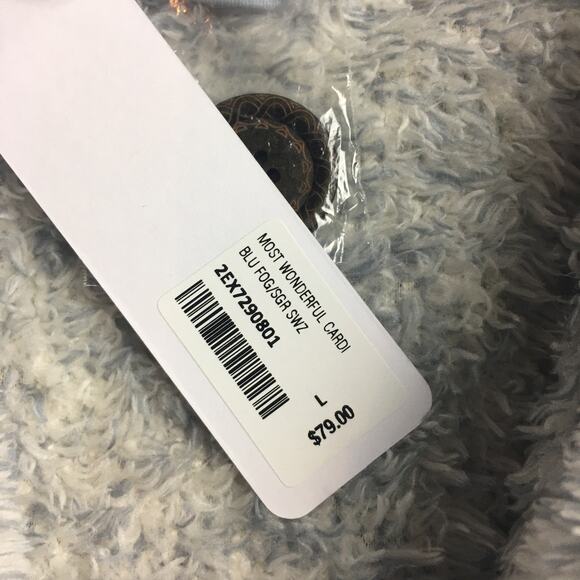 MOST WONDERFUL CARDI
BLU FOG/SGR SWZ
2EX7290801
L
$79.00